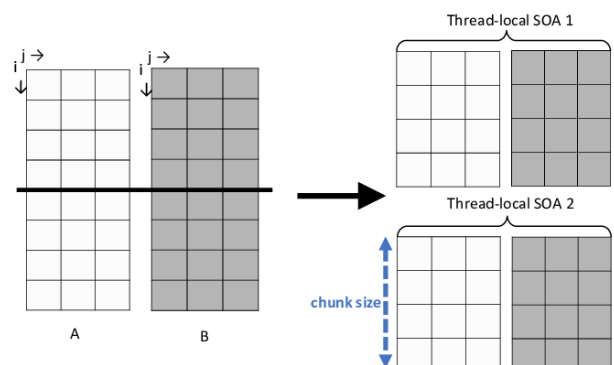 Thread-local SOA 1
j →
i
↓
j →
i
↓
Thread-local SOA 2
chunk size
A
B